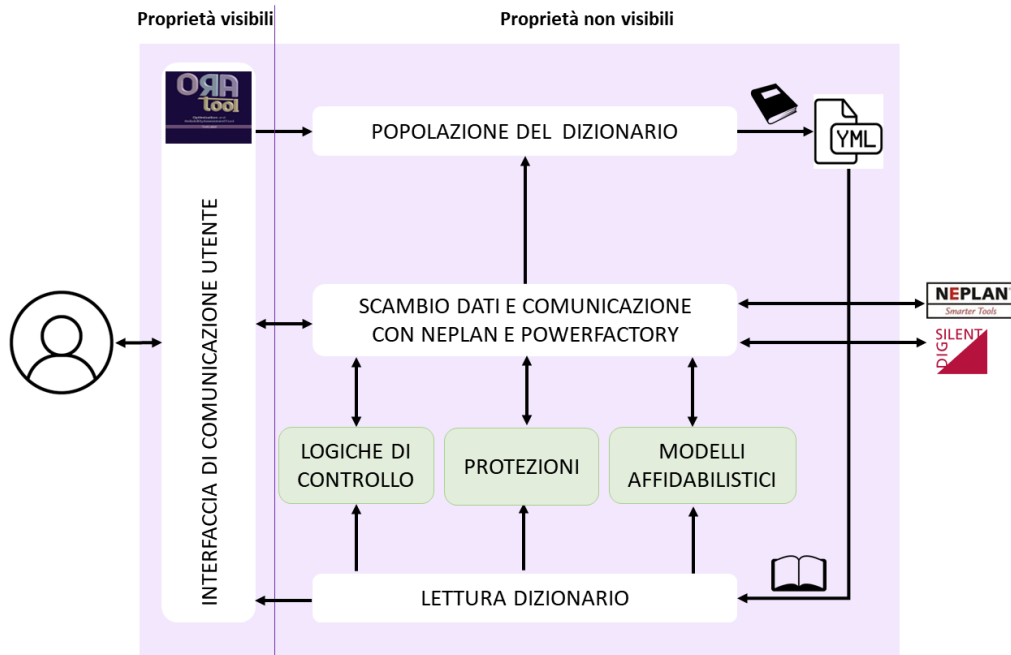 Proprietà visibili
Proprietà non visibili
ORA
tool
POPOLAZIONE DEL DIZIONARIO
YML
INTERFACCIA DI COMUNICAZIONE UTENTE
SCAMBIO DATI E COMUNICAZIONE
CON NEPLAN E POWERFACTORY
NEPLAN®
Smarter Tools
DIG
SILENT
LOGICHE DI
CONTROLLO
PROTEZIONI
MODELLI
AFFIDABILISTICI
LETTURA DIZIONARIO